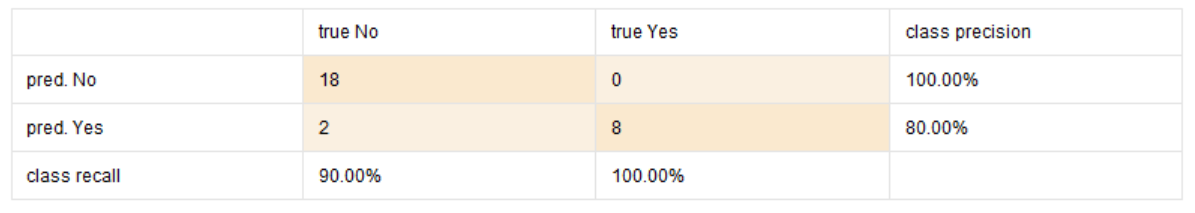 true No true Yes class precision
pred. No 18 0 100.00%
pred. Yes 2 8 80.00%
class recall 90.00% 100.00%